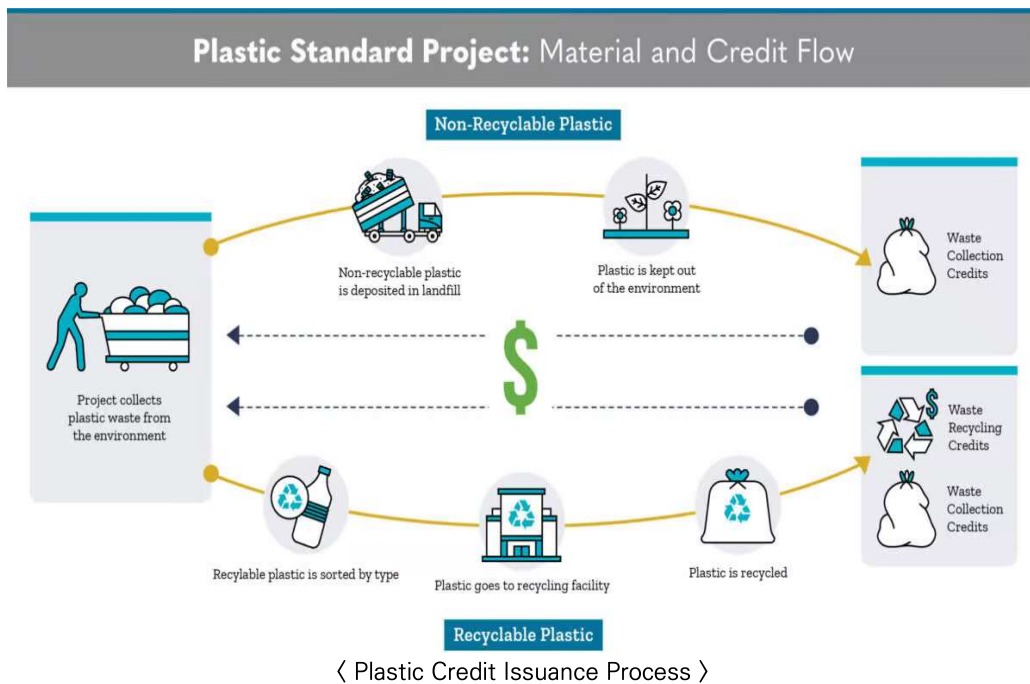 Plastic Standard Project: Material and Credit Flow
Non-Recyclable Plastic
Non-recyclable plastic
is deposited in landfill
Plastic is kept out
of the environment
Waste
Collection
Credits
Project collects
plastic waste from
the environment
$
$
Waste
Recycling
Credits
Waste
Collection
Credits
Recylable plastic is sorted by type
Plastic goes to recycling facility
Plastic is recycled
Recyclable Plastic
〈 Plastic Credit Issuance Process 〉